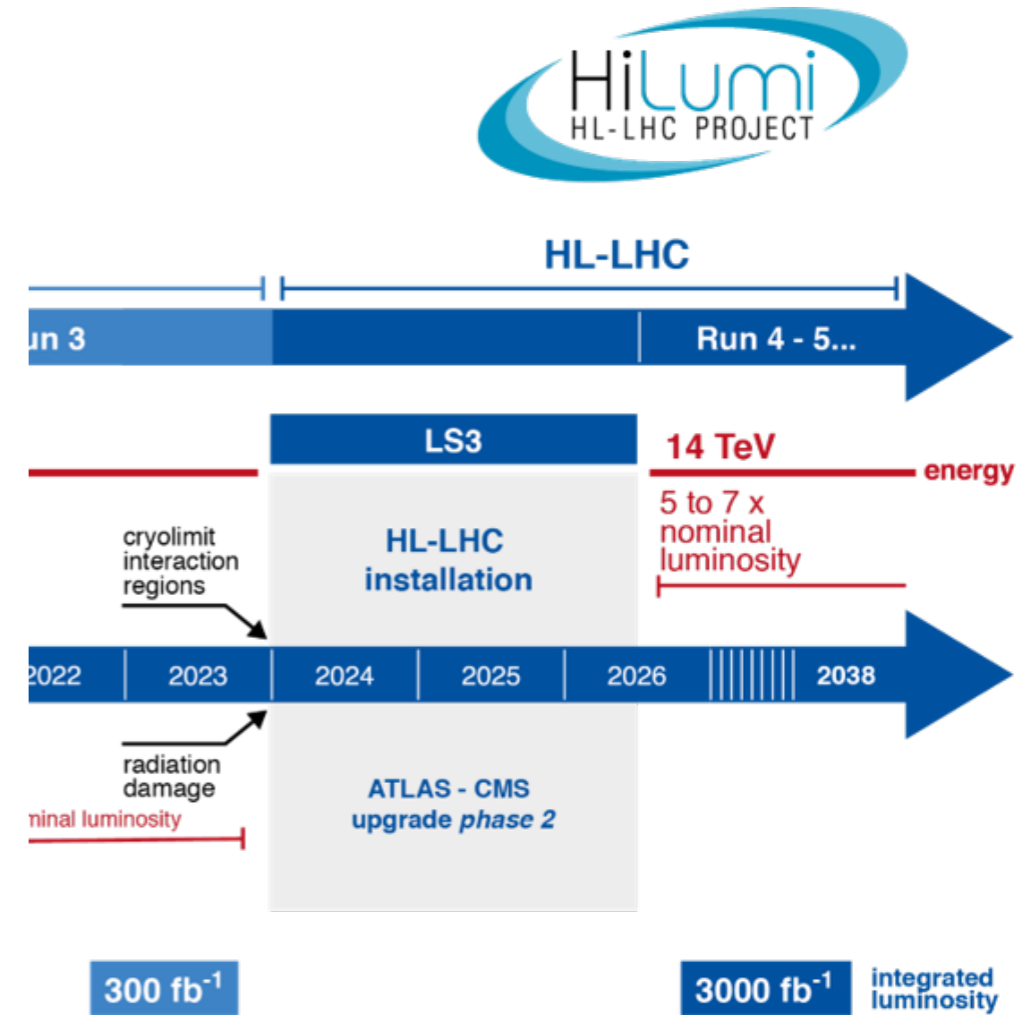 HiLumi
HL-LHC PROJECT
HL-LHC
un 3
Run 4 - 5...
LS3
14 TeV
energy
5 to 7 x
nominal
luminosity
cryolimit
interaction
regions
HL-LHC
installation
2022
2023
2024
2025
2026
2038
radiation
damage
minal luminosity
ATLAS - CMS
upgrade phase 2
300 fb-1
3000 fb-1
integrated
luminosity